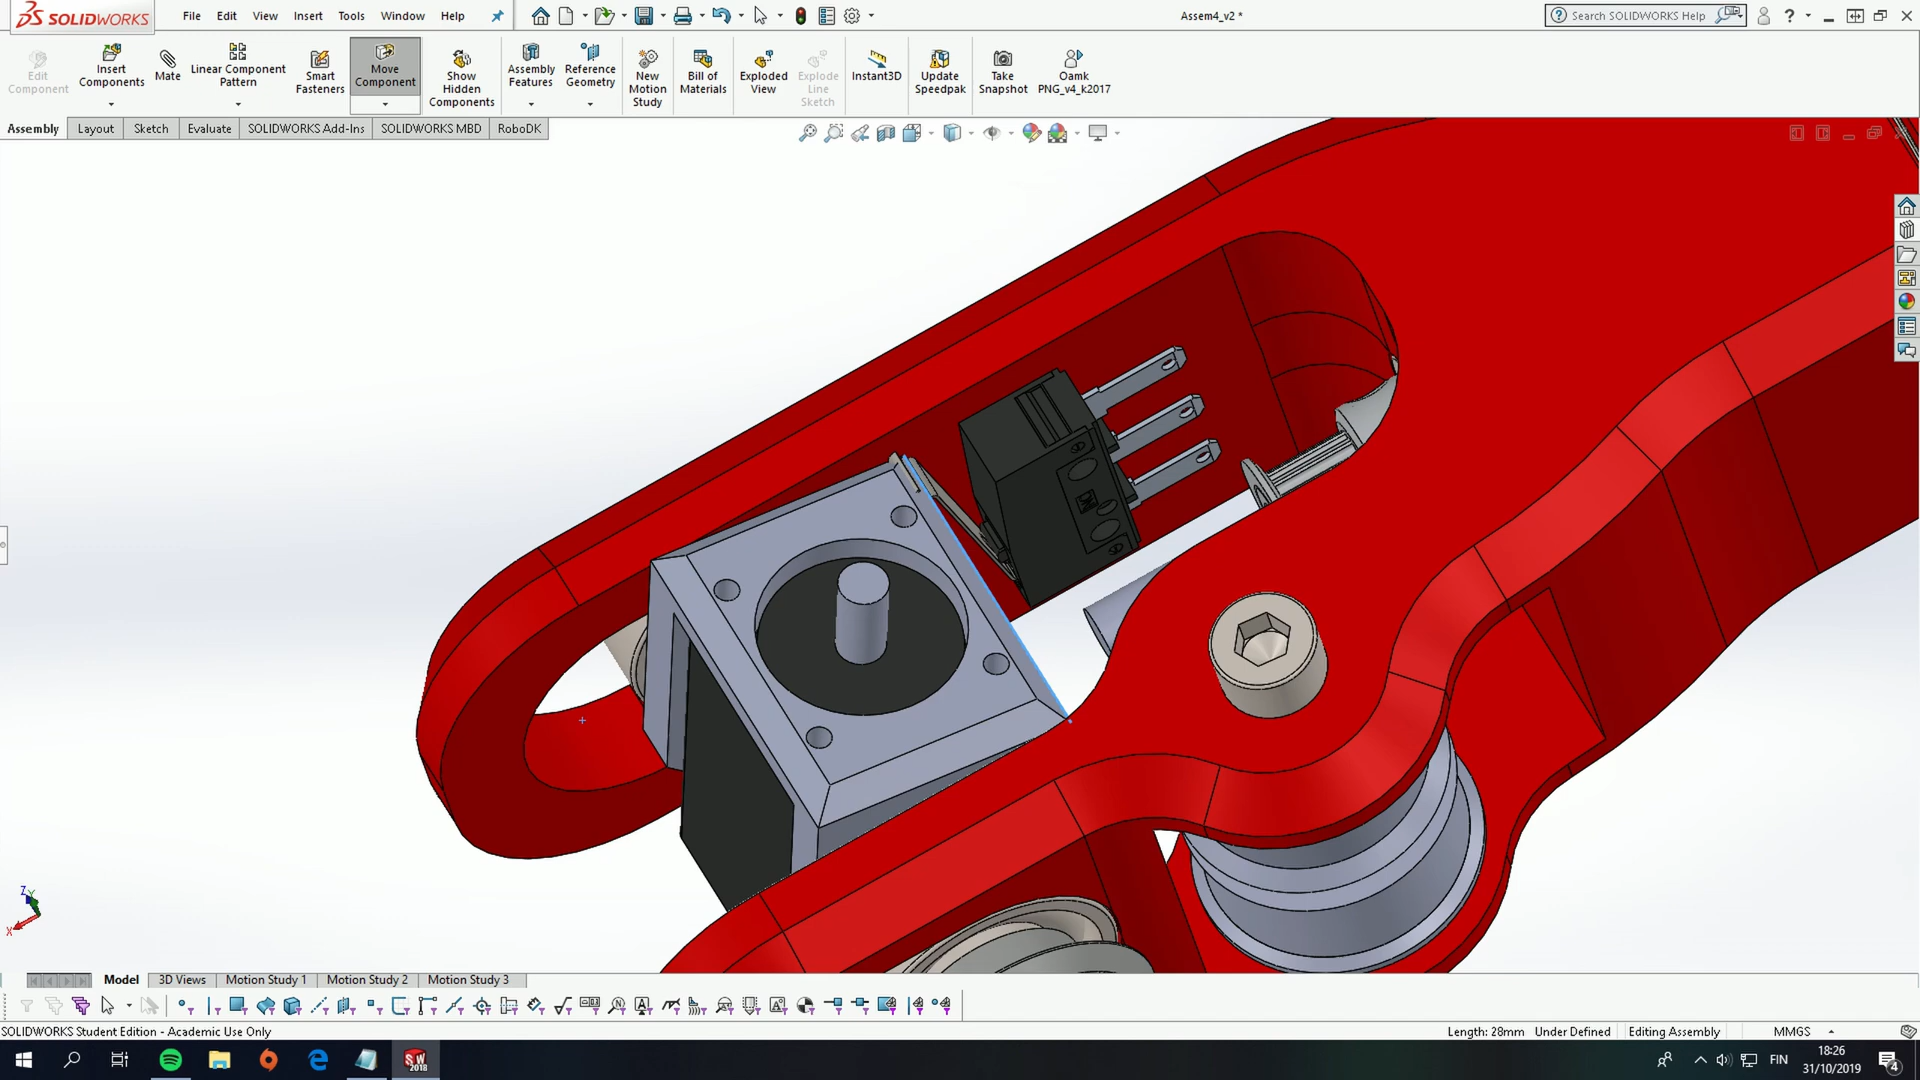 SOLIDWORKS
File Edit View Insert Tools Window Help
Assem4_v2 *
Search SOLIDWORKS Help
Edit Component
Insert Components
Mate
Linear Component Pattern
Smart Fasteners
Move Component
Show Hidden Components
Assembly Features
Reference Geometry
New Motion Study
Bill of Materials
Exploded View
Explode Line Sketch
Instant3D
Update Speedpak
Take Snapshot
Oamk PNG_v4_k2017
Assembly Layout Sketch Evaluate SOLIDWORKS Add-Ins SOLIDWORKS MBD RoboDK
Z Y
X
Model 3D Views Motion Study 1 Motion Study 2 Motion Study 3
SOLIDWORKS Student Edition - Academic Use Only
Length: 28mm Under Defined Editing Assembly MMGS
SW 2018
FIN
18:26
31/10/2019
4